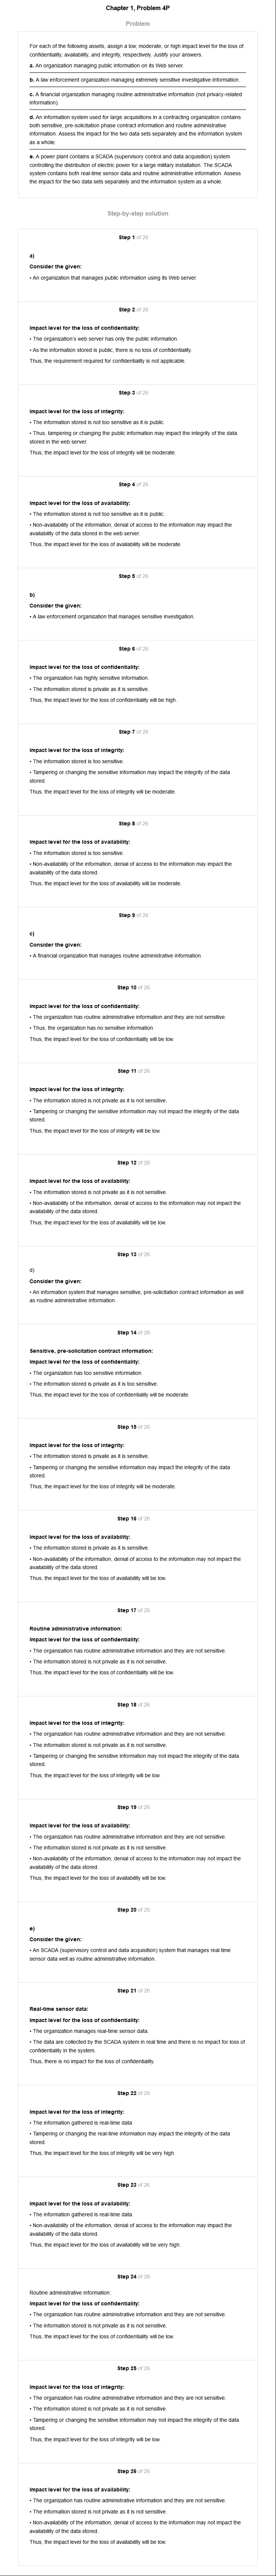 Chapter 1, Problem 4P
Problem
For each of the following assets, assign a low, moderate, or high impact level for the loss of
confidentiality, availability, and integrity, respectively. Justify your answers.
a. An organization managing public information on its Web server.
b. A law enforcement organization managing extremely sensitive investigative information.
c. A financial organization managing routine administrative information (not privacy-related
information).
d. An information system used for large acquisitions in a contracting organization contains
both sensitive, pre-solicitation phase contract information and routine administrative
information. Assess the impact for the two data sets separately and the information system
as a whole.
e. A power plant contains a SCADA (supervisory control and data acquisition) system
controlling the distribution of electric power for a large military installation. The SCADA
system contains both real-time sensor data and routine administrative information. Assess
the impact for the two data sets separately and the information system as a whole.
Step-by-step solution
Step 1 of 26
a)
Consider the given:
• An organization that manages public information using its Web server.
Step 2 of 26
Impact level for the loss of confidentiality:
• The organization's web server has only the public information.
• As the information stored is public, there is no loss of confidentiality.
Thus, the requirement required for confidentiality is not applicable.
Step 3 of 26
Impact level for the loss of integrity:
• The information stored is not too sensitive as it is public.
• Thus, tampering or changing the public information may impact the integrity of the data
stored in the web server.
Thus, the impact level for the loss of integrity will be moderate.
Step 4 of 26
Impact level for the loss of availability:
• The information stored is not too sensitive as it is public.
• Non-availability of the information, denial of access to the information may impact the
availability of the data stored in the web server.
Thus, the impact level for the loss of availability will be moderate.
Step 5 of 26
b)
Consider the given:
• A law enforcement organization that manages sensitive investigation.
Step 6 of 26
Impact level for the loss of confidentiality:
• The organization has highly sensitive information.
• The information stored is private as it is sensitive.
Thus, the impact level for the loss of confidentiality will be high.
Step 7 of 26
Impact level for the loss of integrity:
• The information stored is too sensitive.
• Tampering or changing the sensitive information may impact the integrity of the data
stored.
Thus, the impact level for the loss of integrity will be moderate.
Step 8 of 26
Impact level for the loss of availability:
• The information stored is too sensitive.
• Non-availability of the information, denial of access to the information may impact the
availability of the data stored.
Thus, the impact level for the loss of availability will be moderate.
Step 9 of 26
c)
Consider the given:
• A financial organization that manages routine administrative information.
Step 10 of 26
Impact level for the loss of confidentiality:
• The organization has routine administrative information and they are not sensitive.
• Thus, the organization has no sensitive information.
Thus, the impact level for the loss of confidentiality will be low.
Step 11 of 26
Impact level for the loss of integrity:
• The information stored is not private as it is not sensitive.
• Tampering or changing the sensitive information may not impact the integrity of the data
stored.
Thus, the impact level for the loss of integrity will be low.
Step 12 of 26
Impact level for the loss of availability:
• The information stored is not private as it is not sensitive.
• Non-availability of the information, denial of access to the information may not impact the
availability of the data stored.
Thus, the impact level for the loss of availability will be low.
Step 13 of 26
d)
Consider the given:
• An information system that manages sensitive, pre-solicitation contract information as well
as routine administrative information.
Step 14 of 26
Sensitive, pre-solicitation contract information:
Impact level for the loss of confidentiality:
• The organization has too sensitive information.
• The information stored is private as it is too sensitive.
Thus, the impact level for the loss of confidentiality will be moderate.
Step 15 of 26
Impact level for the loss of integrity:
• The information stored is private as it is sensitive.
• Tampering or changing the sensitive information may impact the integrity of the data
stored.
Thus, the impact level for the loss of integrity will be moderate.
Step 16 of 26
Impact level for the loss of availability:
• The information stored is private as it is sensitive.
• Non-availability of the information, denial of access to the information may not impact the
availability of the data stored.
Thus, the impact level for the loss of availability will be low.
Step 17 of 26
Routine administrative information:
Impact level for the loss of confidentiality:
• The organization has routine administrative information and they are not sensitive.
• The information stored is not private as it is not sensitive.
Thus, the impact level for the loss of confidentiality will be low.
Step 18 of 26
Impact level for the loss of integrity:
• The organization has routine administrative information and they are not sensitive.
• The information stored is not private as it is not sensitive.
• Tampering or changing the sensitive information may not impact the integrity of the data
stored.
Thus, the impact level for the loss of integrity will be low.
Step 19 of 26
Impact level for the loss of availability:
• The organization has routine administrative information and they are not sensitive.
• The information stored is not private as it is not sensitive.
• Non-availability of the information, denial of access to the information may not impact the
availability of the data stored.
Thus, the impact level for the loss of availability will be low.
Step 20 of 26
e)
Consider the given:
• An SCADA (supervisory control and data acquisition) system that manages real time
sensor data well as routine administrative information.
Step 21 of 26
Real-time sensor data:
Impact level for the loss of confidentiality:
• The organization manages real-time sensor data.
• The data are collected by the SCADA system in real time and there is no impact for loss of
confidentiality in the system.
Thus, there is no impact for the loss of confidentiality.
Step 22 of 26
Impact level for the loss of integrity:
• The information gathered is real-time data.
• Tampering or changing the real-time information may impact the integrity of the data
stored.
Thus, the impact level for the loss of integrity will be very high.
Step 23 of 26
Impact level for the loss of availability:
• The information gathered is real-time data.
• Non-availability of the information, denial of access to the information may impact the
availability of the data stored.
Thus, the impact level for the loss of availability will be very high.
Step 24 of 26
Routine administrative information:
Impact level for the loss of confidentiality:
• The organization has routine administrative information and they are not sensitive.
• The information stored is not private as it is not sensitive.
Thus, the impact level for the loss of confidentiality will be low.
Step 25 of 26
Impact level for the loss of integrity:
• The organization has routine administrative information and they are not sensitive.
• The information stored is not private as it is not sensitive.
• Tampering or changing the sensitive information may not impact the integrity of the data
stored.
Thus, the impact level for the loss of integrity will be low.
Step 26 of 26
Impact level for the loss of availability:
• The organization has routine administrative information and they are not sensitive.
• The information stored is not private as it is not sensitive.
• Non-availability of the information, denial of access to the information may not impact the
availability of the data stored.
Thus, the impact level for the loss of availability will be low.